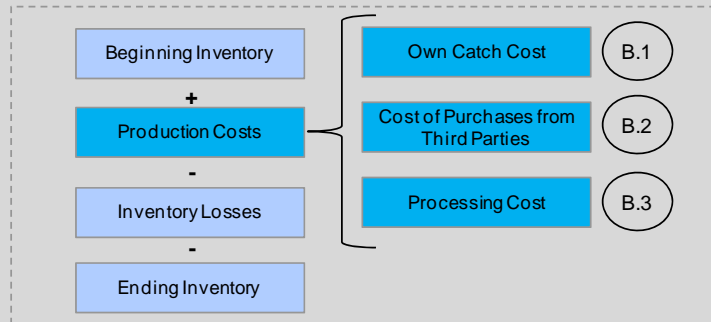 Beginning Inventory
+
Production Costs
-
Inventory Losses
-
Ending Inventory
Own Catch Cost
B.1
Cost of Purchases from
Third Parties
B.2
Processing Cost
B.3